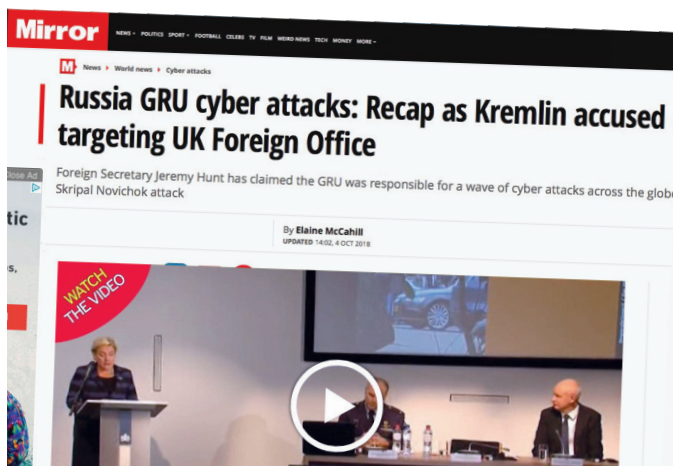 Mirror
NEWS POLITICS SPORT FOOTBALL CELEBS TV FILM WEIRD NEWS TECH MONEY MORE
M News World news Cyber attacks
Russia GRU cyber attacks: Recap as Kremlin accused
targeting UK Foreign Office
Close Ad
Foreign Secretary Jeremy Hunt has claimed the GRU was responsible for a wave of cyber attacks across the glob
Skripal Novichok attack
tic
s,
By Elaine McCahill
UPDATED 14:02, 4 OCT 2018
WATCH
THE VIDEO